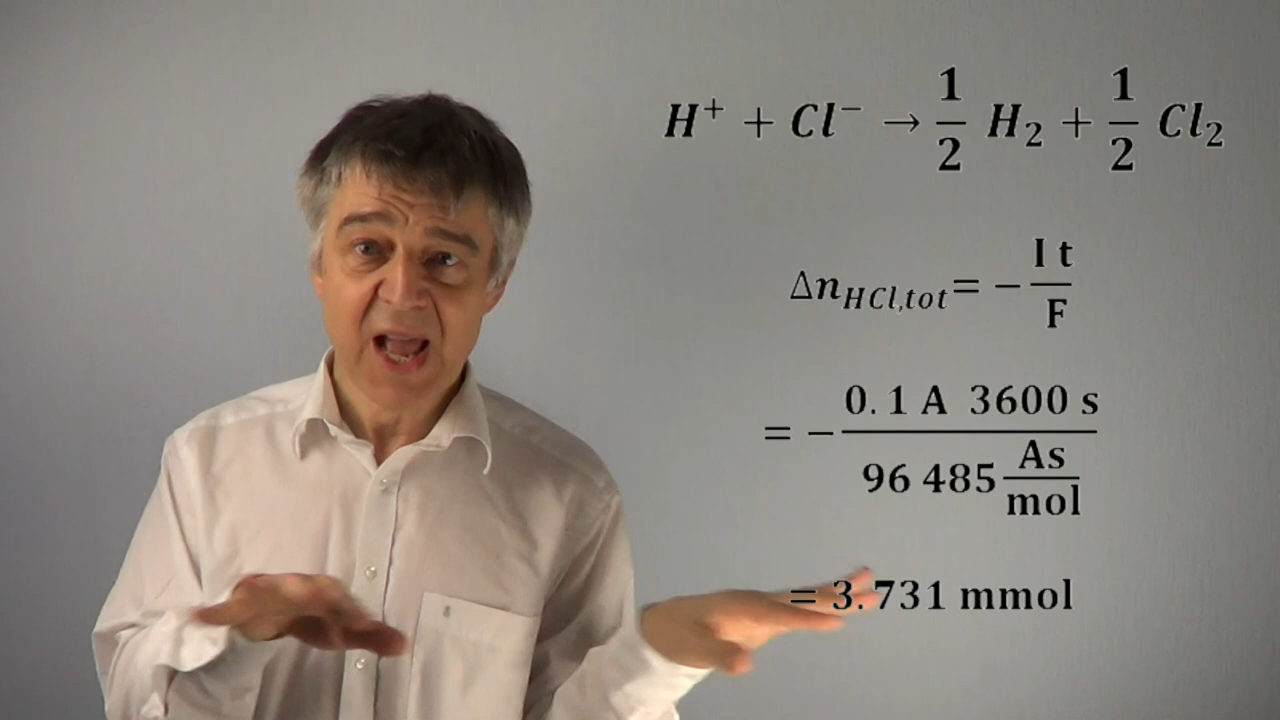 H⁺ + Cl⁻ → 1/2 H₂ + 1/2 Cl₂
Δn_HCl,tot = − I t / F
= − 0. 1 A 3600 s / 96 485 As/mol
= 3. 731 mmol